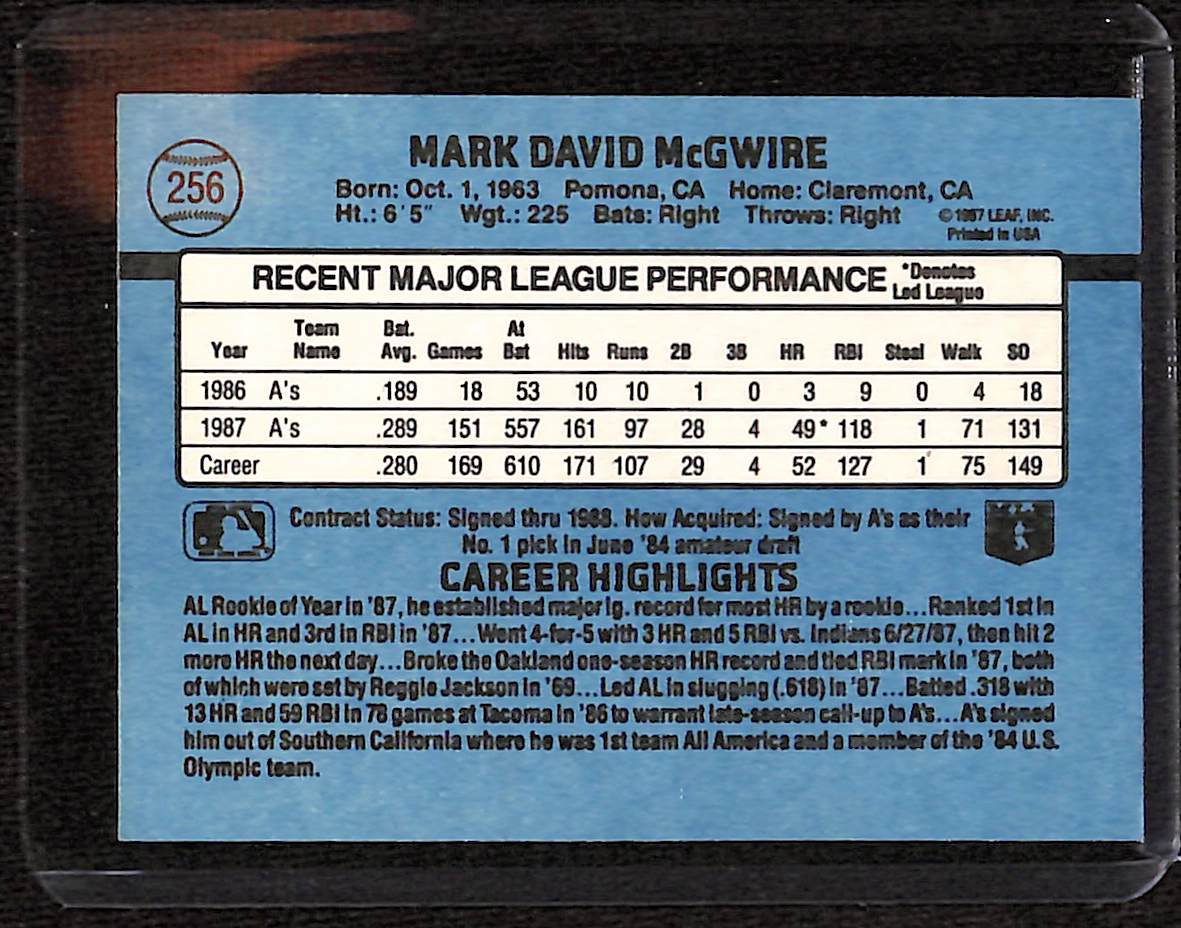 256
MARK DAVID McGWIRE
Born: Oct. 1, 1963 Pomona, CA Home: Claremont, CA
Ht.: 6'5" Wgt.: 225 Bats: Right Throws: Right © 1987 LEAF, INC.
Printed in USA
RECENT MAJOR LEAGUE PERFORMANCE *Denotes
Led League
Year Team Name Bat. Avg. Games At Bat Hits Runs 2B 3B HR RBI Steal Walk SO
1986 A's .189 18 53 10 10 1 0 3 9 0 4 18
1987 A's .289 151 557 161 97 28 4 49* 118 1 71 131
Career .280 169 610 171 107 29 4 52 127 1 75 149
Contract Status: Signed thru 1988. How Acquired: Signed by A's as their
No. 1 pick in June '84 amateur draft
CAREER HIGHLIGHTS
AL Rookie of Year in '87, he established major lg. record for most HR by a rookie...Ranked 1st in
AL in HR and 3rd in RBI in '87...Went 4-for-5 with 3 HR and 5 RBI vs. Indians 6/27/87, then hit 2
more HR the next day...Broke the Oakland one-season HR record and tied RBI mark in '87, both
of which were set by Reggie Jackson in '69...Led AL in slugging (.618) in '87...Batted .318 with
13 HR and 59 RBI in 78 games at Tacoma in '86 to warrant late-season call-up to A's...A's signed
him out of Southern California where he was 1st team All America and a member of the '84 U.S.
Olympic team.